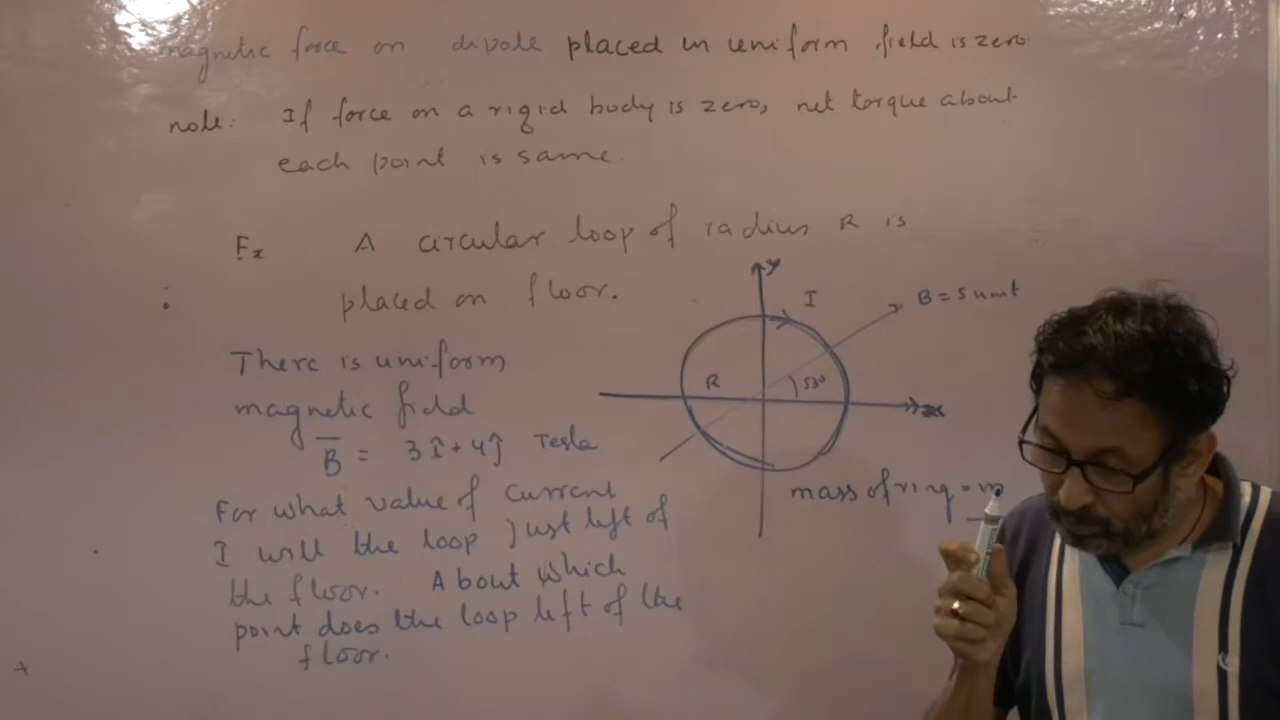 magnetic force on dipole placed in uniform field is zero
note: If force on a rigid body is zero, net torque about
each point is same.
Ex A circular loop of radius R is
placed on floor.
y
I
B = 5 unit
There is uniform
magnetic field
R
53°
x
B = 3î + 4ĵ Tesla
mass of ring = m
For what value of current
I will the loop just left of
the floor. About which
point does the loop left of the
floor.